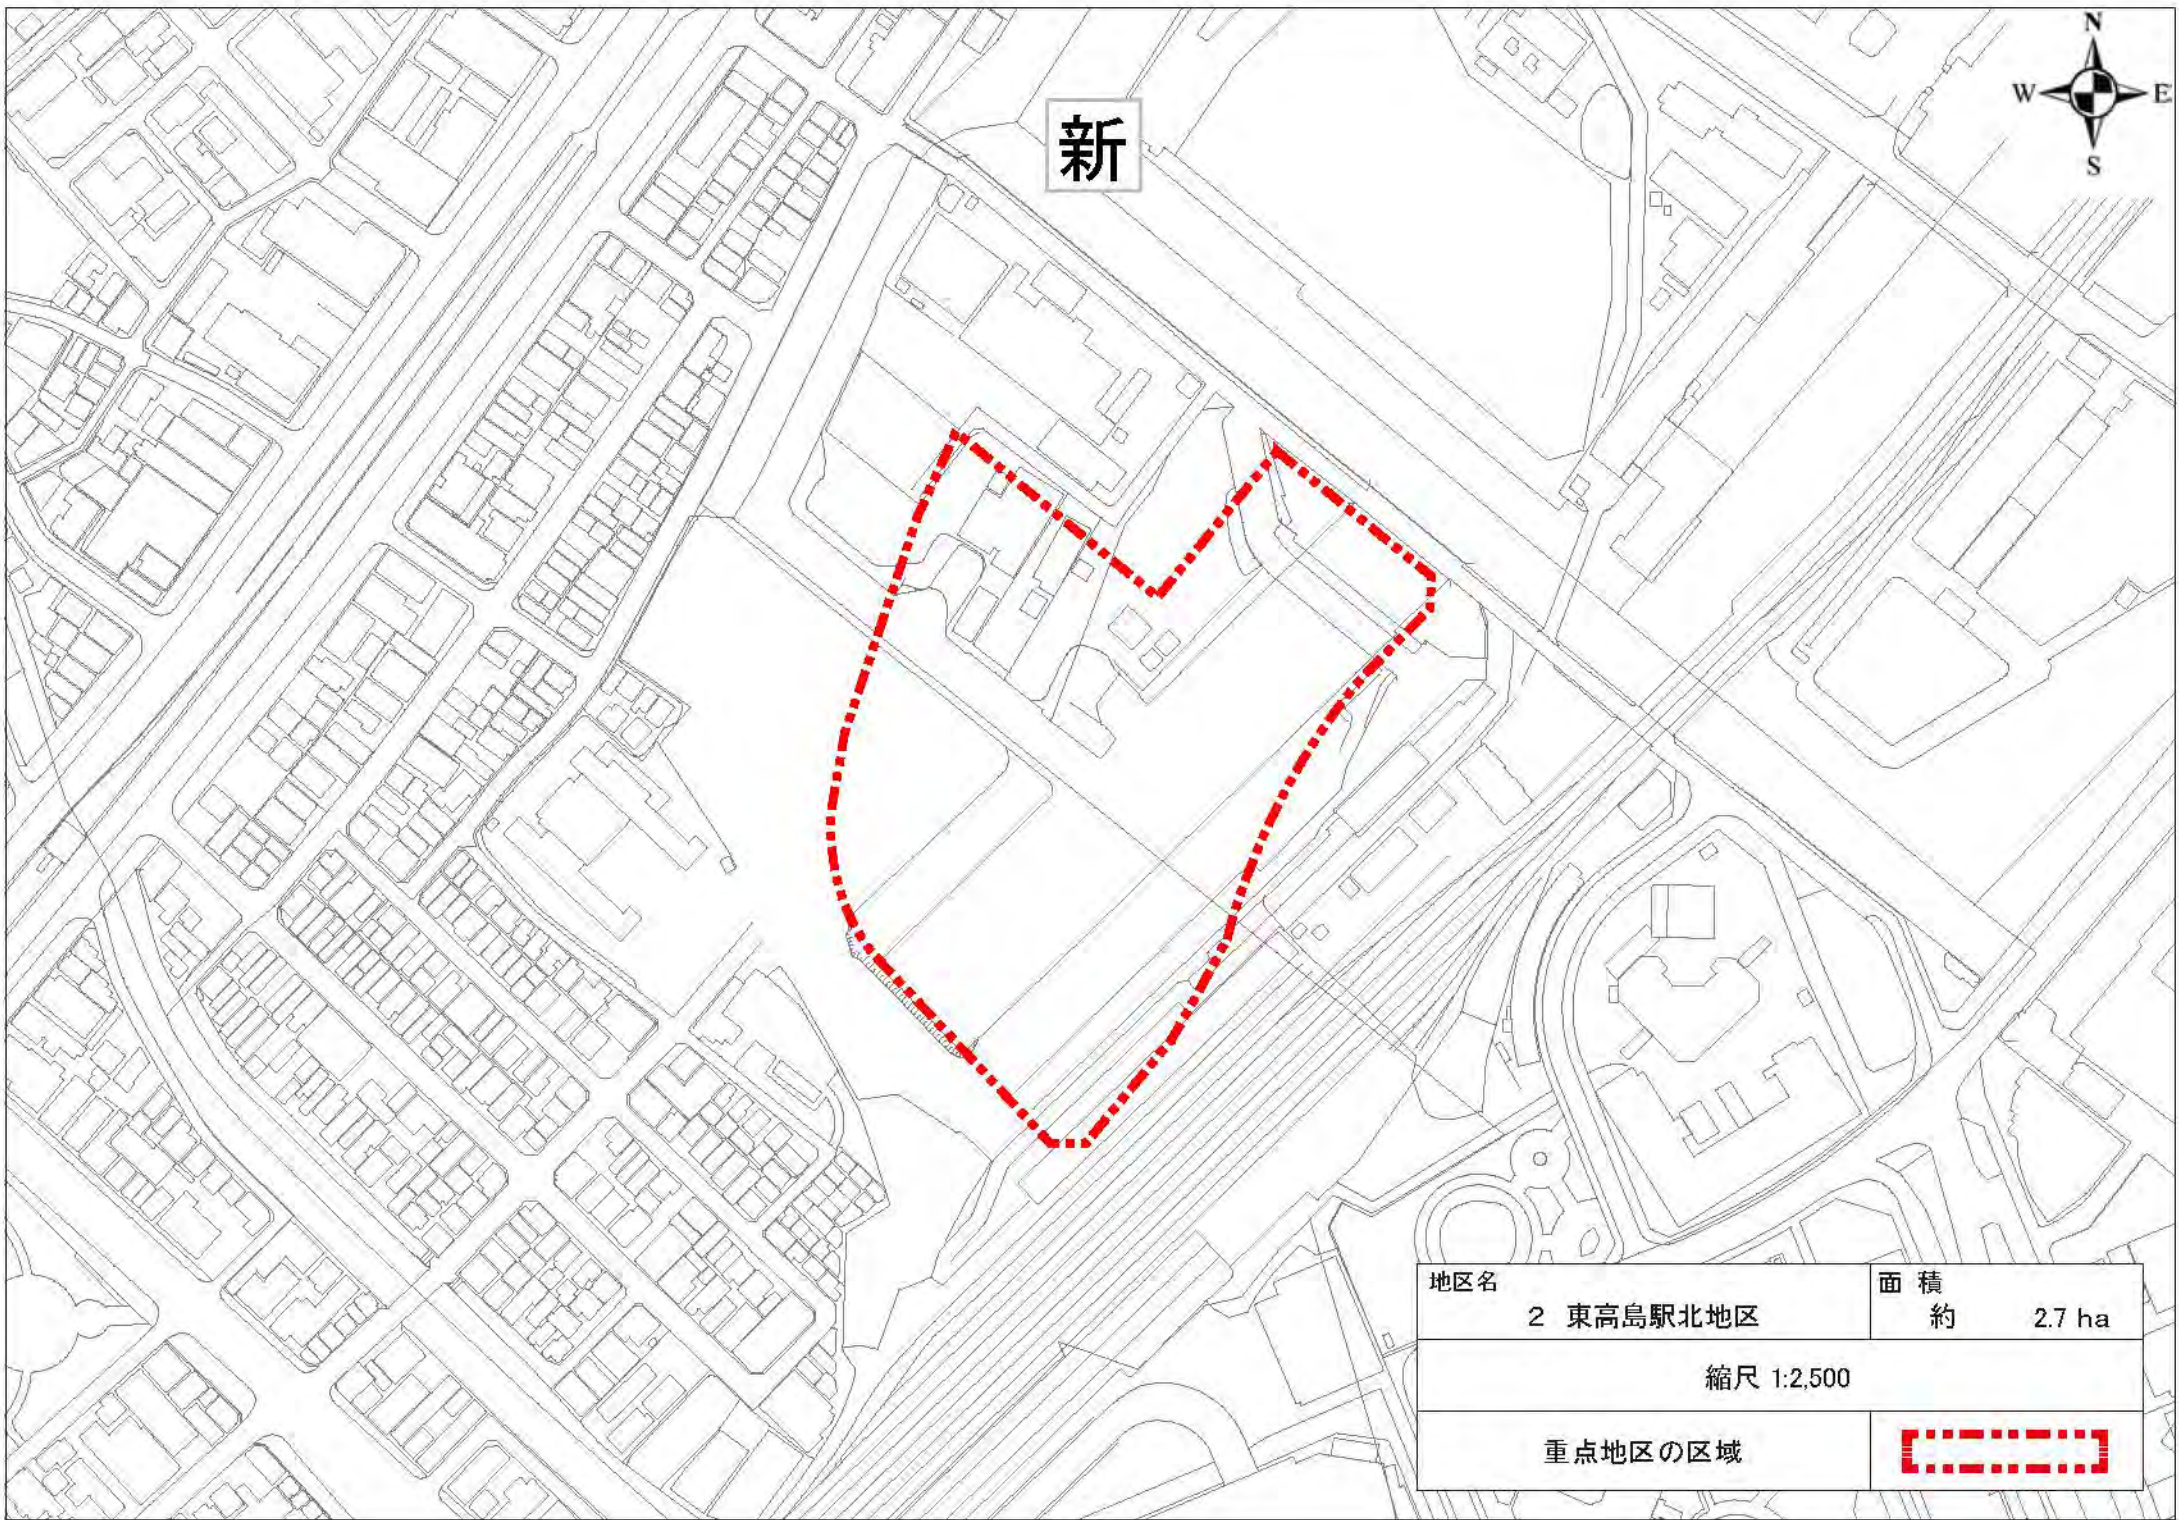 N
W E
S
新
地区名
2 東高島駅北地区
面 積
約 2.7 ha
縮尺 1:2,500
重点地区の区域